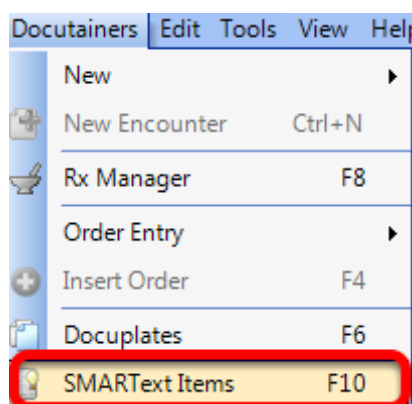 Docutainers Edit Tools View Help
New
New Encounter Ctrl+N
Rx Manager F8
Order Entry
Insert Order F4
Docuplates F6
SMARText Items F10